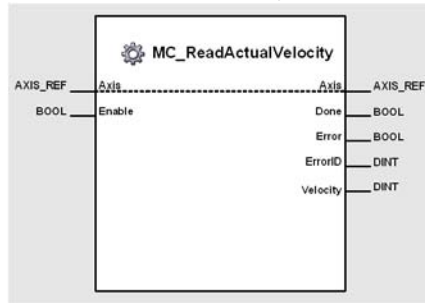 MC_ReadActualVelocity
AXIS_REF Axis Axis AXIS_REF
BOOL Enable Done BOOL
Error BOOL
ErrorID DINT
Velocity DINT